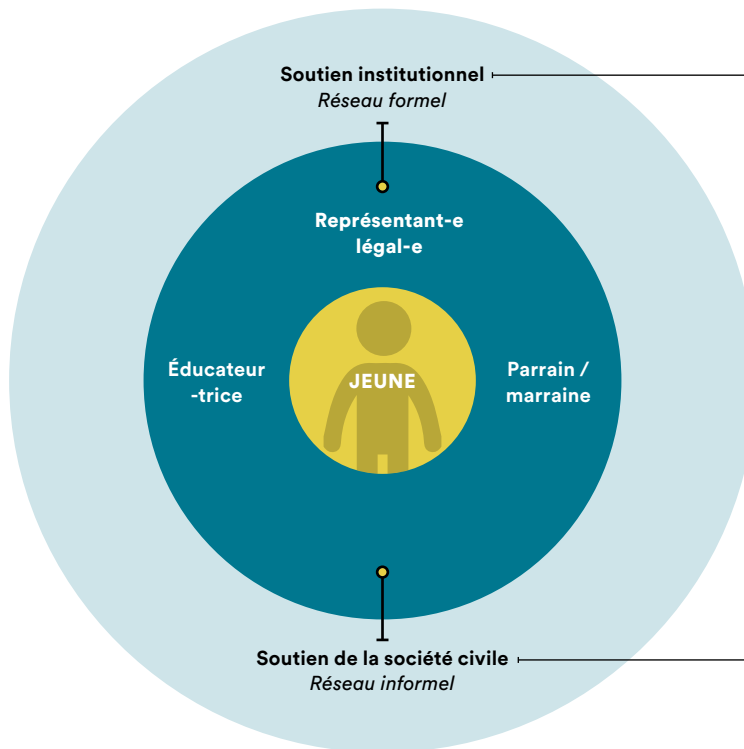 Soutien institutionnel
Réseau formel
Représentant-e
légal-e
Éducateur
-trice
JEUNE
Parrain /
marraine
Soutien de la société civile
Réseau informel